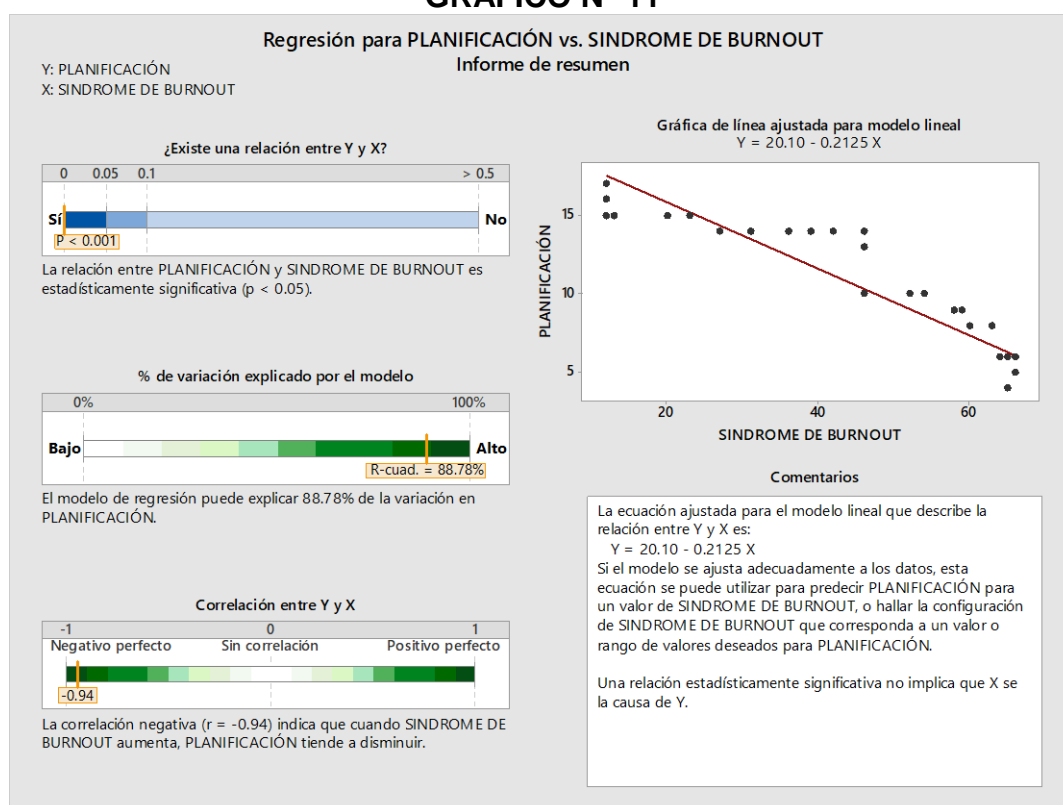 GRÁFICO N° 11
Regresión para PLANIFICACIÓN vs. SINDROME DE BURNOUT
Informe de resumen
Y: PLANIFICACIÓN
X: SINDROME DE BURNOUT
¿Existe una relación entre Y y X?
0 0.05 0.1 > 0.5
Sí No
P < 0.001
La relación entre PLANIFICACIÓN y SINDROME DE BURNOUT es
estadísticamente significativa (p < 0.05).
% de variación explicado por el modelo
0% 100%
Bajo Alto
R-cuad. = 88.78%
El modelo de regresión puede explicar 88.78% de la variación en
PLANIFICACIÓN.
Correlación entre Y y X
-1 0 1
Negativo perfecto Sin correlación Positivo perfecto
-0.94
La correlación negativa (r = -0.94) indica que cuando SINDROME DE
BURNOUT aumenta, PLANIFICACIÓN tiende a disminuir.
Gráfica de línea ajustada para modelo lineal
Y = 20.10 - 0.2125 X
15
10
5
PLANIFICACIÓN
20 40 60
SINDROME DE BURNOUT
Comentarios
La ecuación ajustada para el modelo lineal que describe la
relación entre Y y X es:
Y = 20.10 - 0.2125 X
Si el modelo se ajusta adecuadamente a los datos, esta
ecuación se puede utilizar para predecir PLANIFICACIÓN para
un valor de SINDROME DE BURNOUT, o hallar la configuración
de SINDROME DE BURNOUT que corresponda a un valor o
rango de valores deseados para PLANIFICACIÓN.
Una relación estadísticamente significativa no implica que X se
la causa de Y.